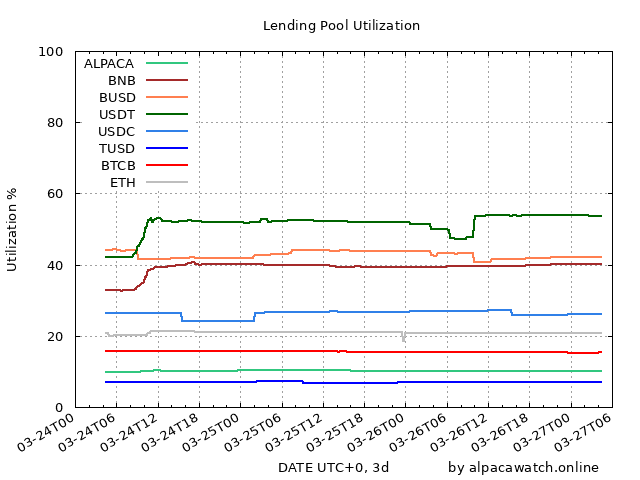 Lending Pool Utilization
100
80
60
40
20
0
Utilization %
ALPACA
BNB
BUSD
USDT
USDC
TUSD
BTCB
ETH
03-24T00
03-24T06
03-24T12
03-24T18
03-25T00
03-25T06
03-25T12
03-25T18
03-26T00
03-26T06
03-26T12
03-26T18
03-27T00
03-27T06
DATE UTC+0, 3d
by alpacawatch.online